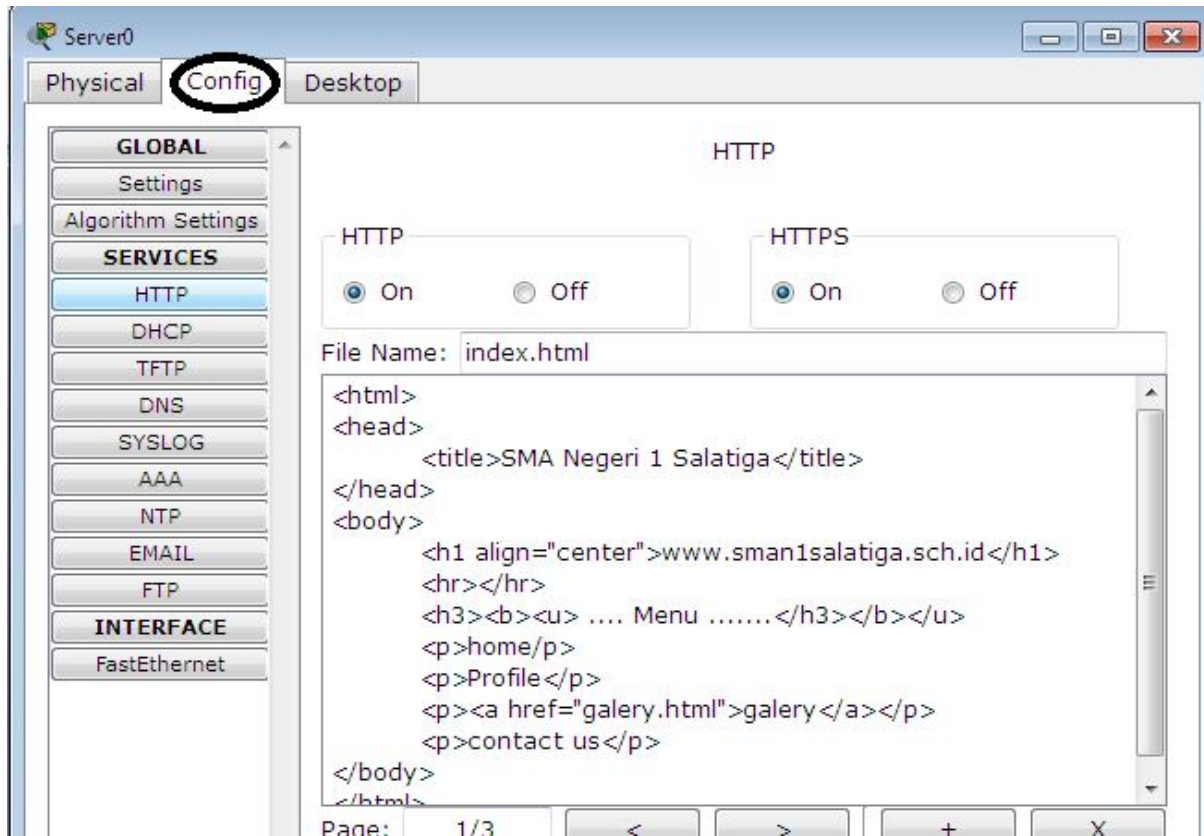 Server0
Physical Config Desktop
GLOBAL
Settings
Algorithm Settings
SERVICES
HTTP
DHCP
TFTP
DNS
SYSLOG
AAA
NTP
EMAIL
FTP
INTERFACE
FastEthernet
HTTP
HTTP HTTPS
On Off On Off
File Name: index.html
<html>
<head>
<title>SMA Negeri 1 Salatiga</title>
</head>
<body>
<h1 align="center">www.sman1salatiga.sch.id</h1>
<hr></hr>
<h3><b><u> .... Menu .......</h3></b></u>
<p>home/p>
<p>Profile</p>
<p><a href="galery.html">galery</a></p>
<p>contact us</p>
</body>
</html>
Page: 1/3 < > + X